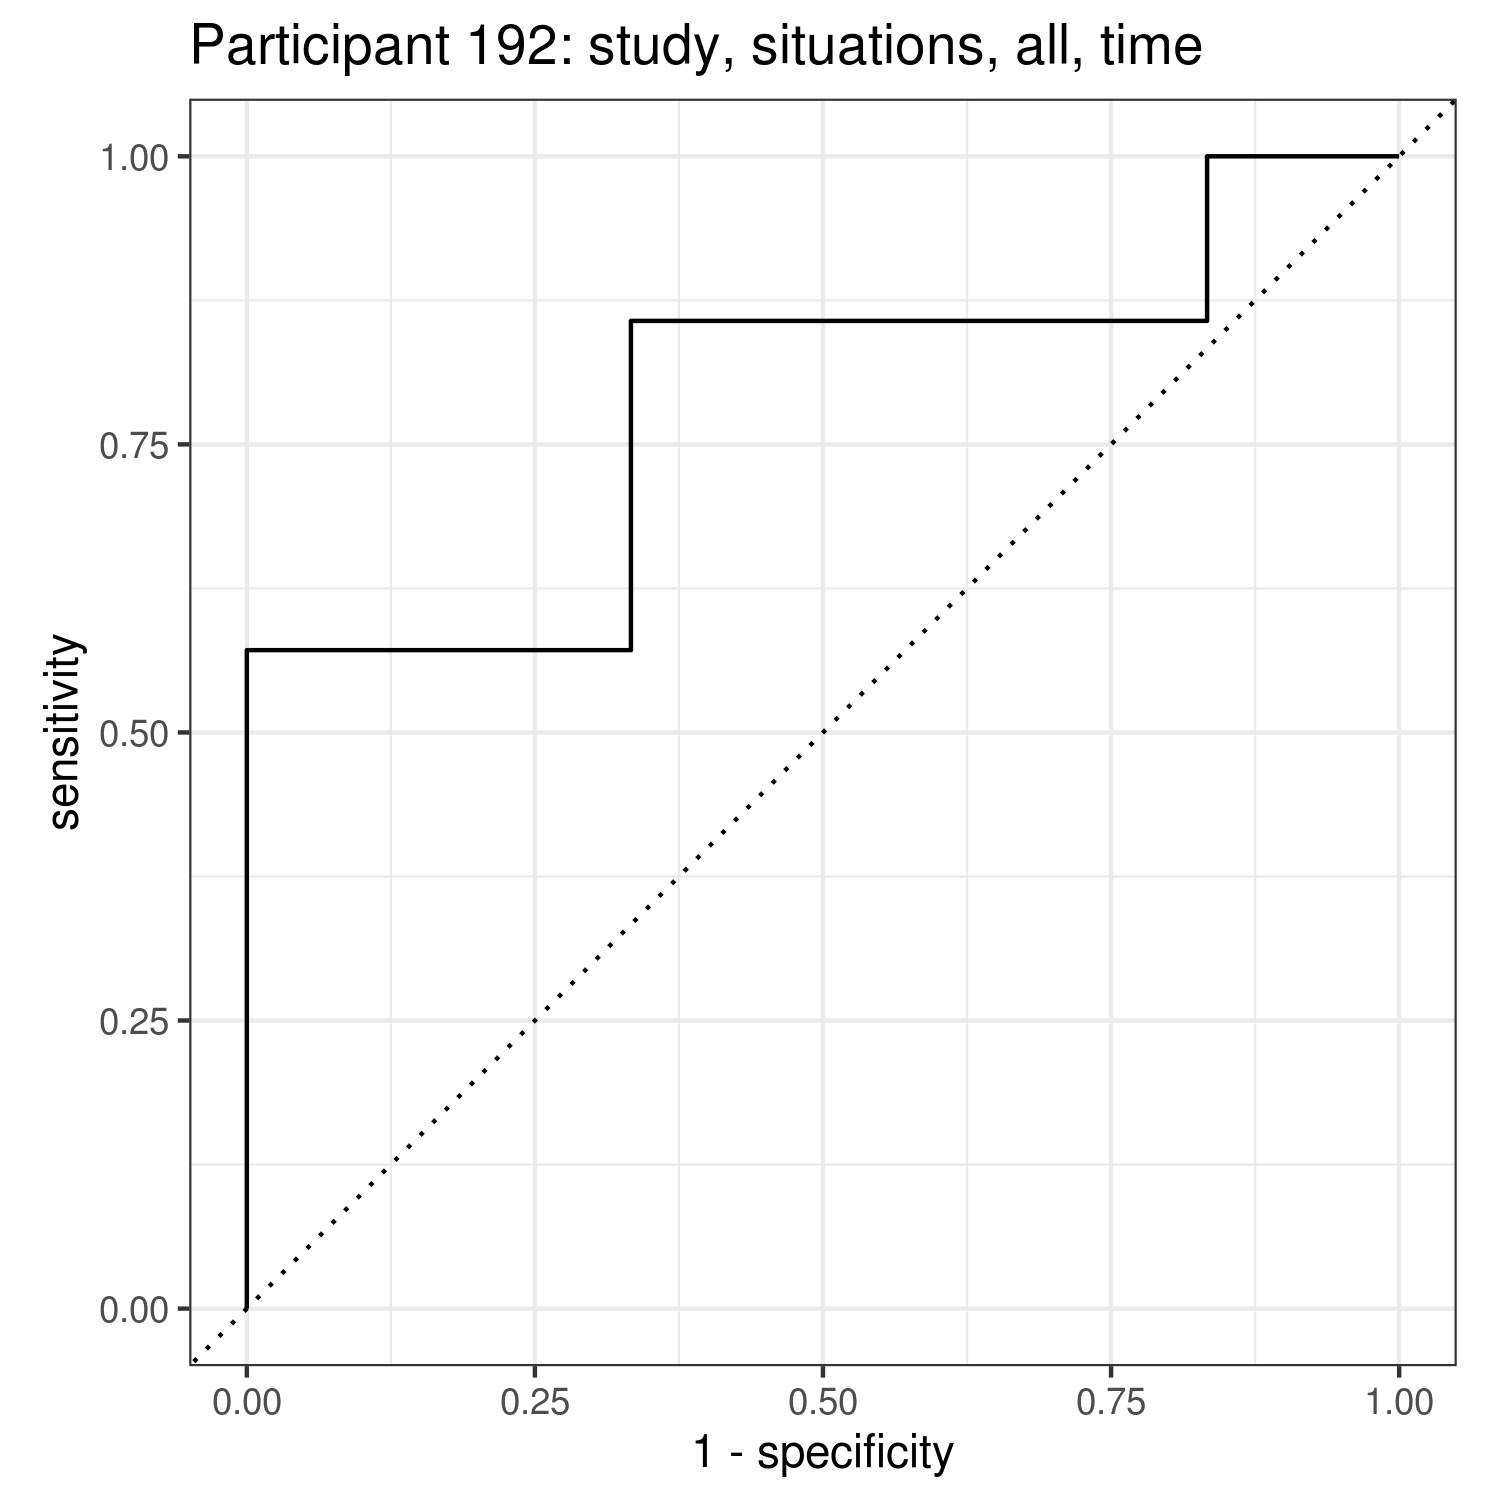 Participant 192: study, situations, all, time
1.00
0.75
0.50
0.25
0.00
sensitivity
0.00 0.25 0.50 0.75 1.00
1 - specificity